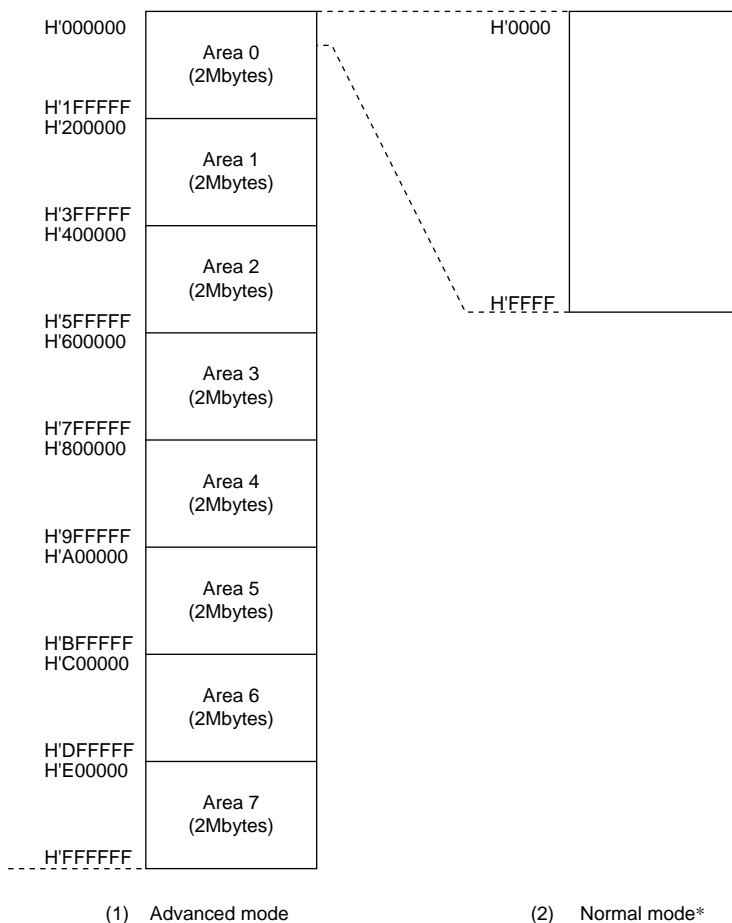 H'000000
Area 0
(2Mbytes)
H'1FFFFF
H'200000
Area 1
(2Mbytes)
H'3FFFFF
H'400000
Area 2
(2Mbytes)
H'5FFFFF
H'600000
Area 3
(2Mbytes)
H'7FFFFF
H'800000
Area 4
(2Mbytes)
H'9FFFFF
H'A00000
Area 5
(2Mbytes)
H'BFFFFF
H'C00000
Area 6
(2Mbytes)
H'DFFFFF
H'E00000
Area 7
(2Mbytes)
H'FFFFFF
(1) Advanced mode
H'0000
H'FFFF
(2) Normal mode*